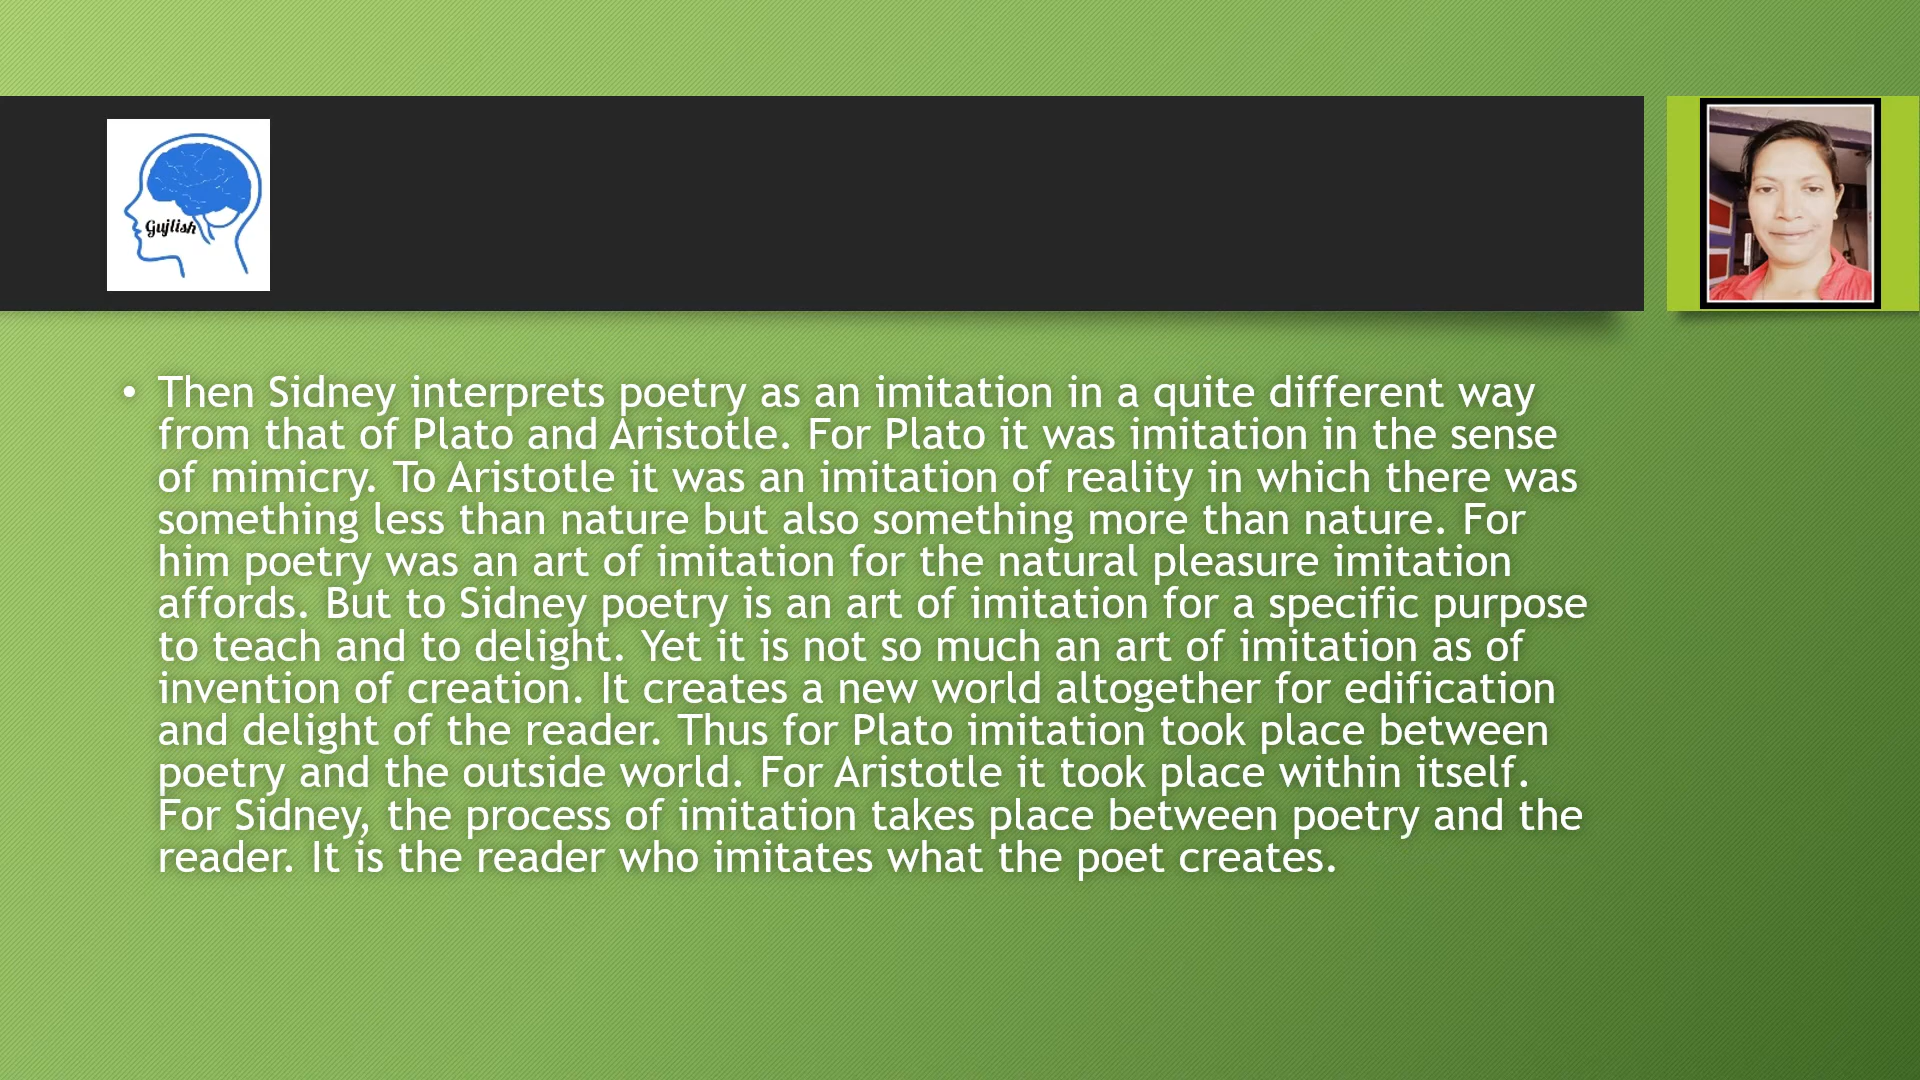 Gujlish
• Then Sidney interprets poetry as an imitation in a quite different way
from that of Plato and Aristotle. For Plato it was imitation in the sense
of mimicry. To Aristotle it was an imitation of reality in which there was
something less than nature but also something more than nature. For
him poetry was an art of imitation for the natural pleasure imitation
affords. But to Sidney poetry is an art of imitation for a specific purpose
to teach and to delight. Yet it is not so much an art of imitation as of
invention of creation. It creates a new world altogether for edification
and delight of the reader. Thus for Plato imitation took place between
poetry and the outside world. For Aristotle it took place within itself.
For Sidney, the process of imitation takes place between poetry and the
reader. It is the reader who imitates what the poet creates.